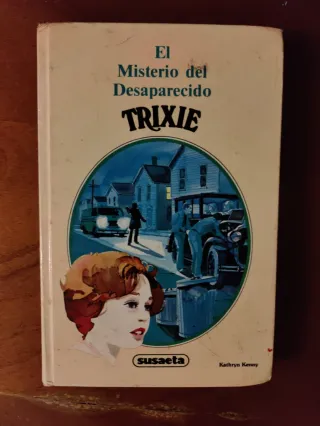 El
Misterio del
Desaparecido
TRIXIE
susaeta
Kathryn Kenny